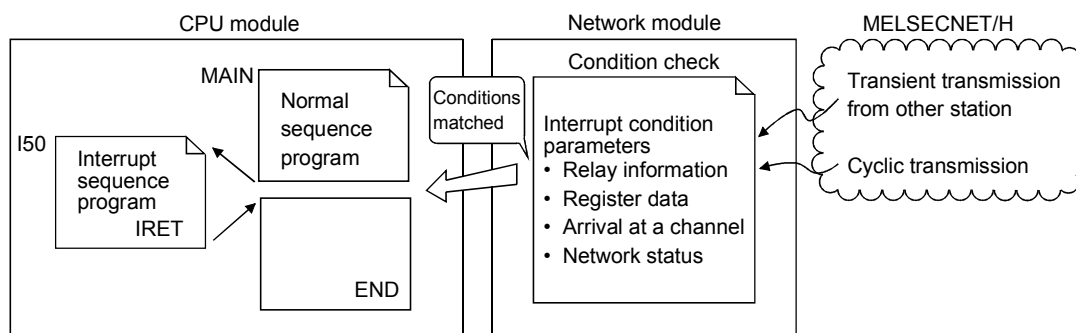 CPU module
MAIN
Normal
sequence
program
I50
Interrupt
sequence
program
IRET
END
Conditions
matched
Network module
Condition check
Interrupt condition
parameters
• Relay information
• Register data
• Arrival at a channel
• Network status
MELSECNET/H
Transient transmission
from other station
Cyclic transmission